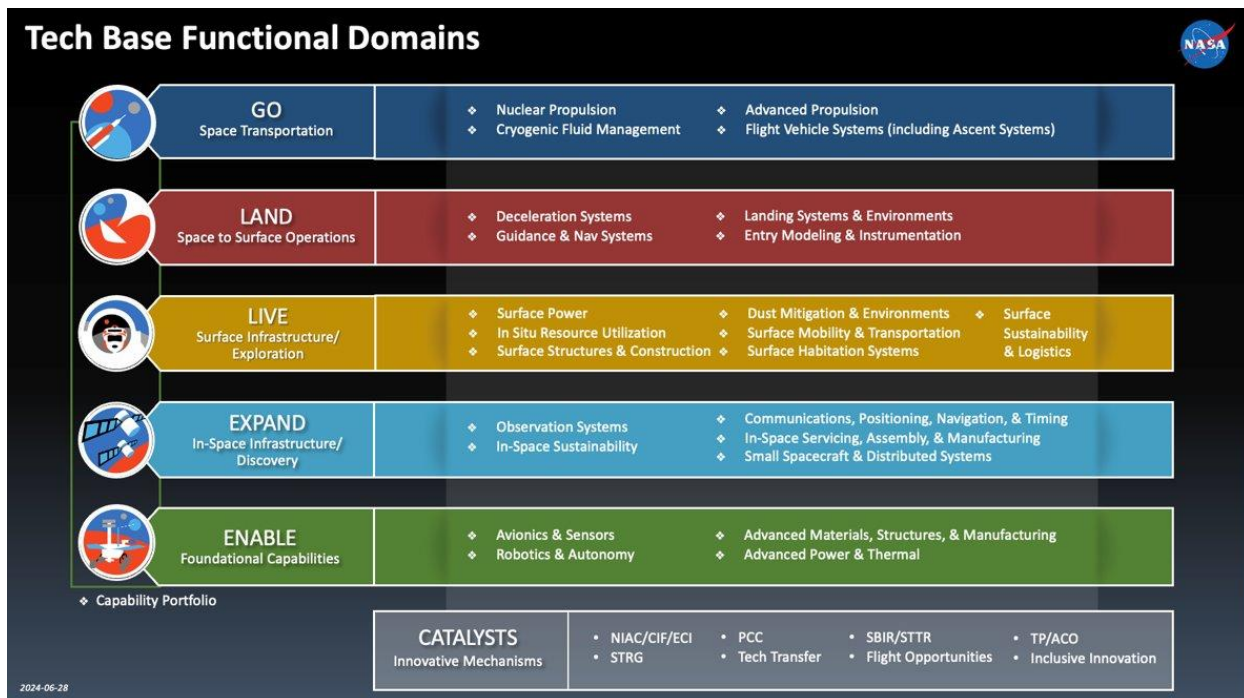 Tech Base Functional Domains
NASA
GO
Space Transportation
❖ Nuclear Propulsion
❖ Cryogenic Fluid Management
❖ Advanced Propulsion
❖ Flight Vehicle Systems (including Ascent Systems)
LAND
Space to Surface Operations
❖ Deceleration Systems
❖ Guidance & Nav Systems
❖ Landing Systems & Environments
❖ Entry Modeling & Instrumentation
LIVE
Surface Infrastructure/
Exploration
❖ Surface Power
❖ In Situ Resource Utilization
❖ Surface Structures & Construction
❖ Dust Mitigation & Environments
❖ Surface Mobility & Transportation
❖ Surface Habitation Systems
❖ Surface
Sustainability
& Logistics
EXPAND
In-Space Infrastructure/
Discovery
❖ Observation Systems
❖ In-Space Sustainability
❖ Communications, Positioning, Navigation, & Timing
❖ In-Space Servicing, Assembly, & Manufacturing
❖ Small Spacecraft & Distributed Systems
ENABLE
Foundational Capabilities
❖ Avionics & Sensors
❖ Robotics & Autonomy
❖ Advanced Materials, Structures, & Manufacturing
❖ Advanced Power & Thermal
❖ Capability Portfolio
CATALYSTS
Innovative Mechanisms
• NIAC/CIF/ECI
• STRG
• PCC
• Tech Transfer
• SBIR/STTR
• Flight Opportunities
• TP/ACO
• Inclusive Innovation
2024-06-28